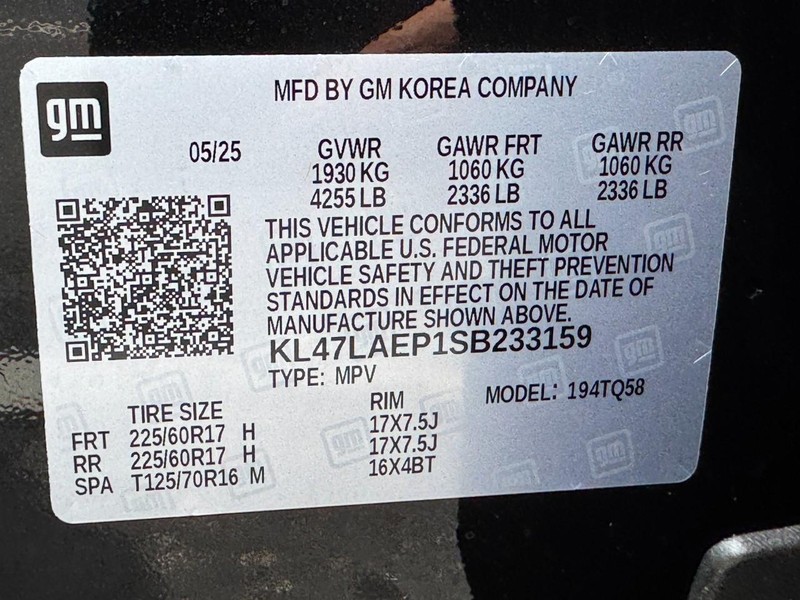 gm
MFD BY GM KOREA COMPANY
05/25
GVWR GAWR FRT GAWR RR
1930 KG 1060 KG 1060 KG
4255 LB 2336 LB 2336 LB
THIS VEHICLE CONFORMS TO ALL
APPLICABLE U.S. FEDERAL MOTOR
VEHICLE SAFETY AND THEFT PREVENTION
STANDARDS IN EFFECT ON THE DATE OF
MANUFACTURE SHOWN ABOVE.
KL47LAEP1SB233159
TYPE: MPV MODEL: 194TQ58
TIRE SIZE RIM
FRT 225/60R17 H 17X7.5J
RR 225/60R17 H 17X7.5J
SPA T125/70R16 M 16X4BT